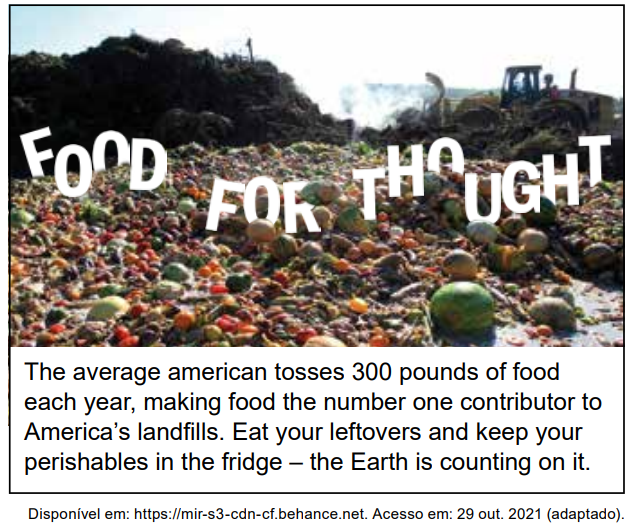 FOOD FOR THOUGHT
The average american tosses 300 pounds of food
each year, making food the number one contributor to
America's landfills. Eat your leftovers and keep your
perishables in the fridge – the Earth is counting on it.
Disponível em: https://mir-s3-cdn-cf.behance.net. Acesso em: 29 out. 2021 (adaptado).